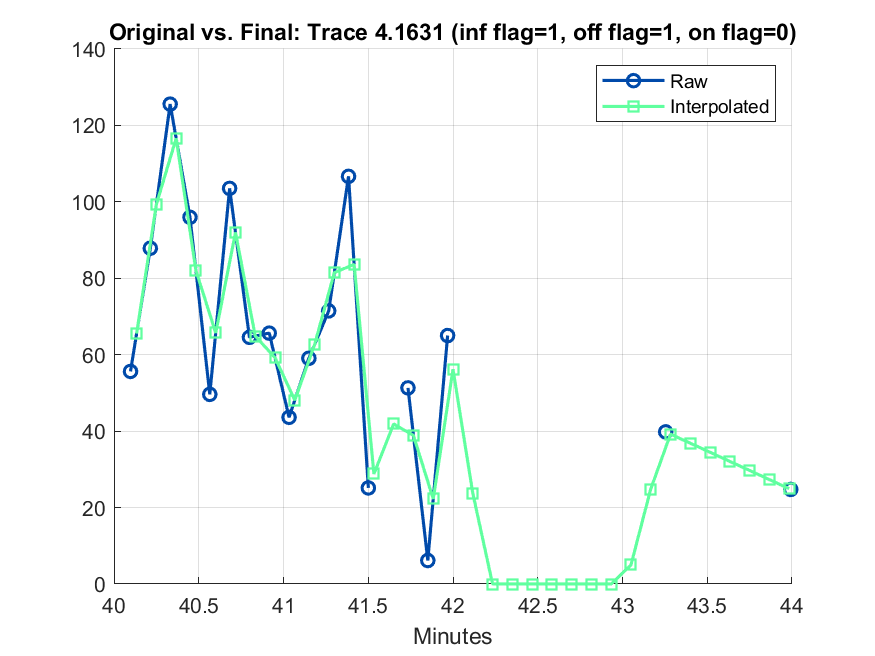 Original vs. Final: Trace 4.1631 (inf flag=1, off flag=1, on flag=0)
Raw
Interpolated
140
120
100
80
60
40
20
0
40 40.5 41 41.5 42 42.5 43 43.5 44
Minutes